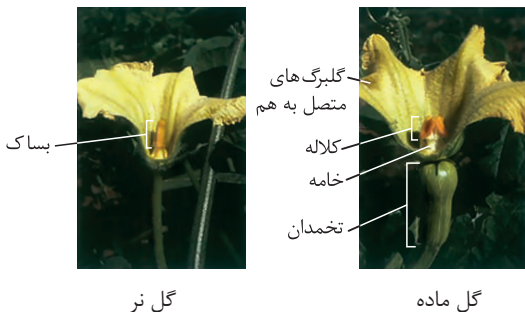 گلبرگ‌های
متصل به هم
کلاله
خامه
تخمدان
گل ماده
بساک
گل نر